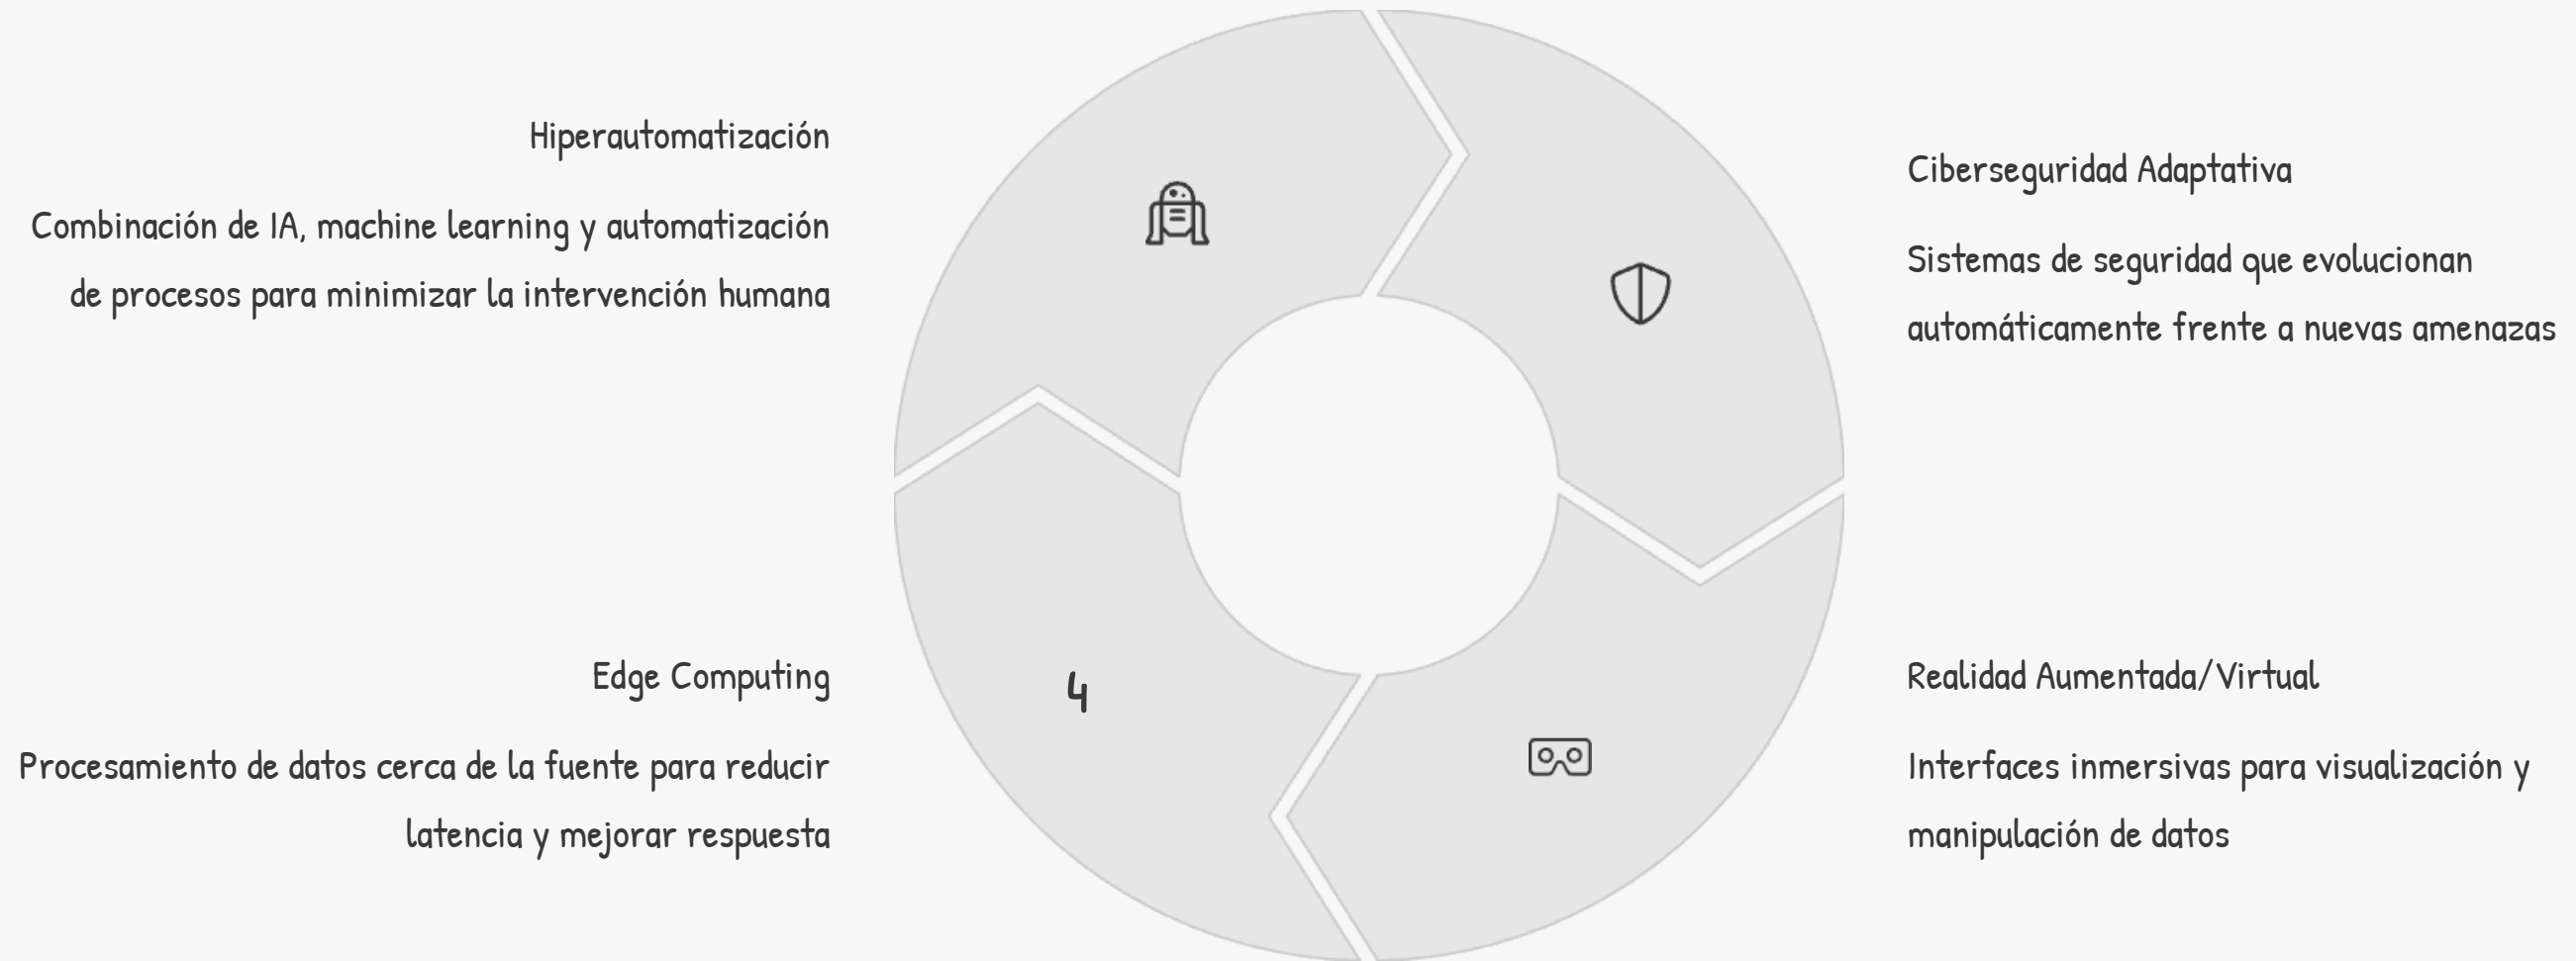 Hiperautomatización
Combinación de IA, machine learning y automatización
de procesos para minimizar la intervención humana
Ciberseguridad Adaptativa
Sistemas de seguridad que evolucionan
automáticamente frente a nuevas amenazas
Edge Computing
Procesamiento de datos cerca de la fuente para reducir
latencia y mejorar respuesta
4
Realidad Aumentada/Virtual
Interfaces inmersivas para visualización y
manipulación de datos